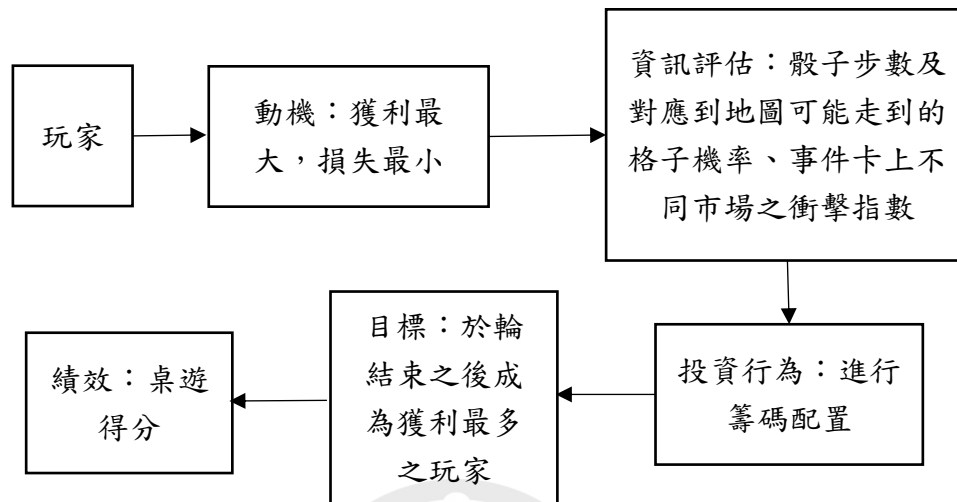 玩家
動機：獲利最
大，損失最小
資訊評估：骰子步數及
對應到地圖可能走到的
格子機率、事件卡上不
同市場之衝擊指數
投資行為：進行
籌碼配置
目標：於輪
結束之後成
為獲利最多
之玩家
績效：桌遊
得分